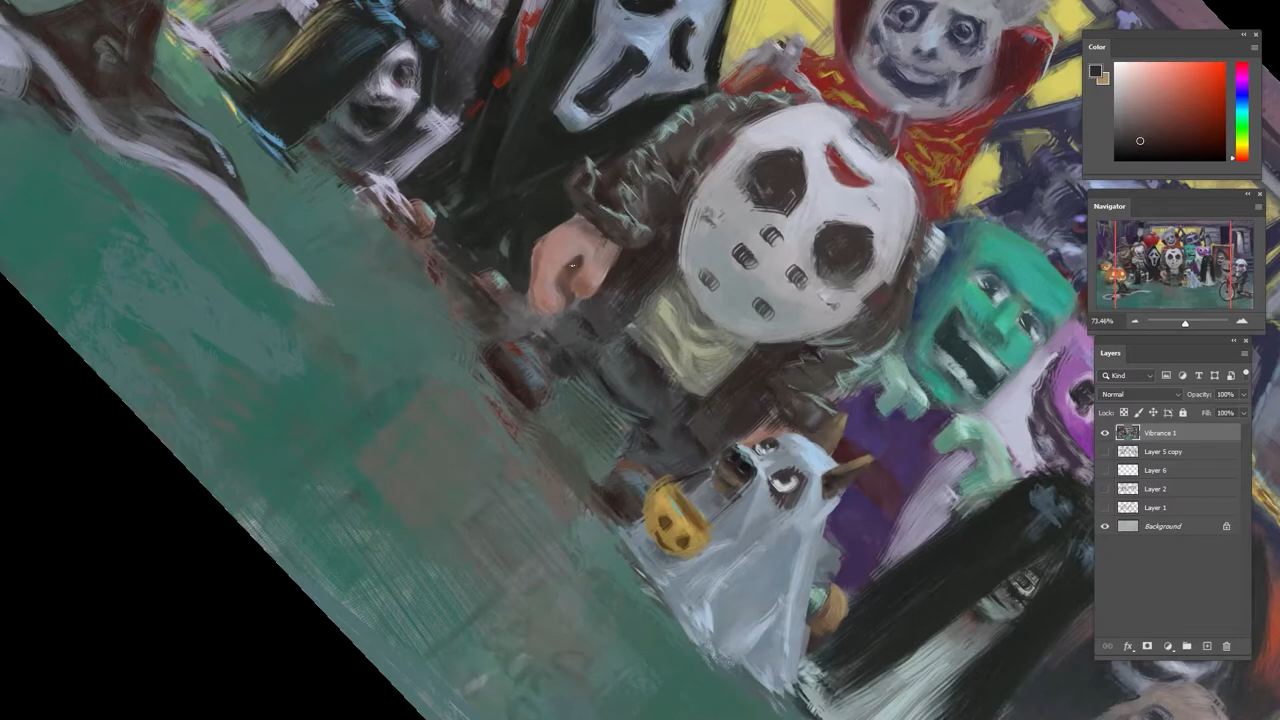 Color
Navigator
73.46%
Layers
Kind
Normal
Opacity: 100%
Lock:
Fill: 100%
Vibrance 1
Layer 5 copy
Layer 6
Layer 2
Layer 1
Background
fx